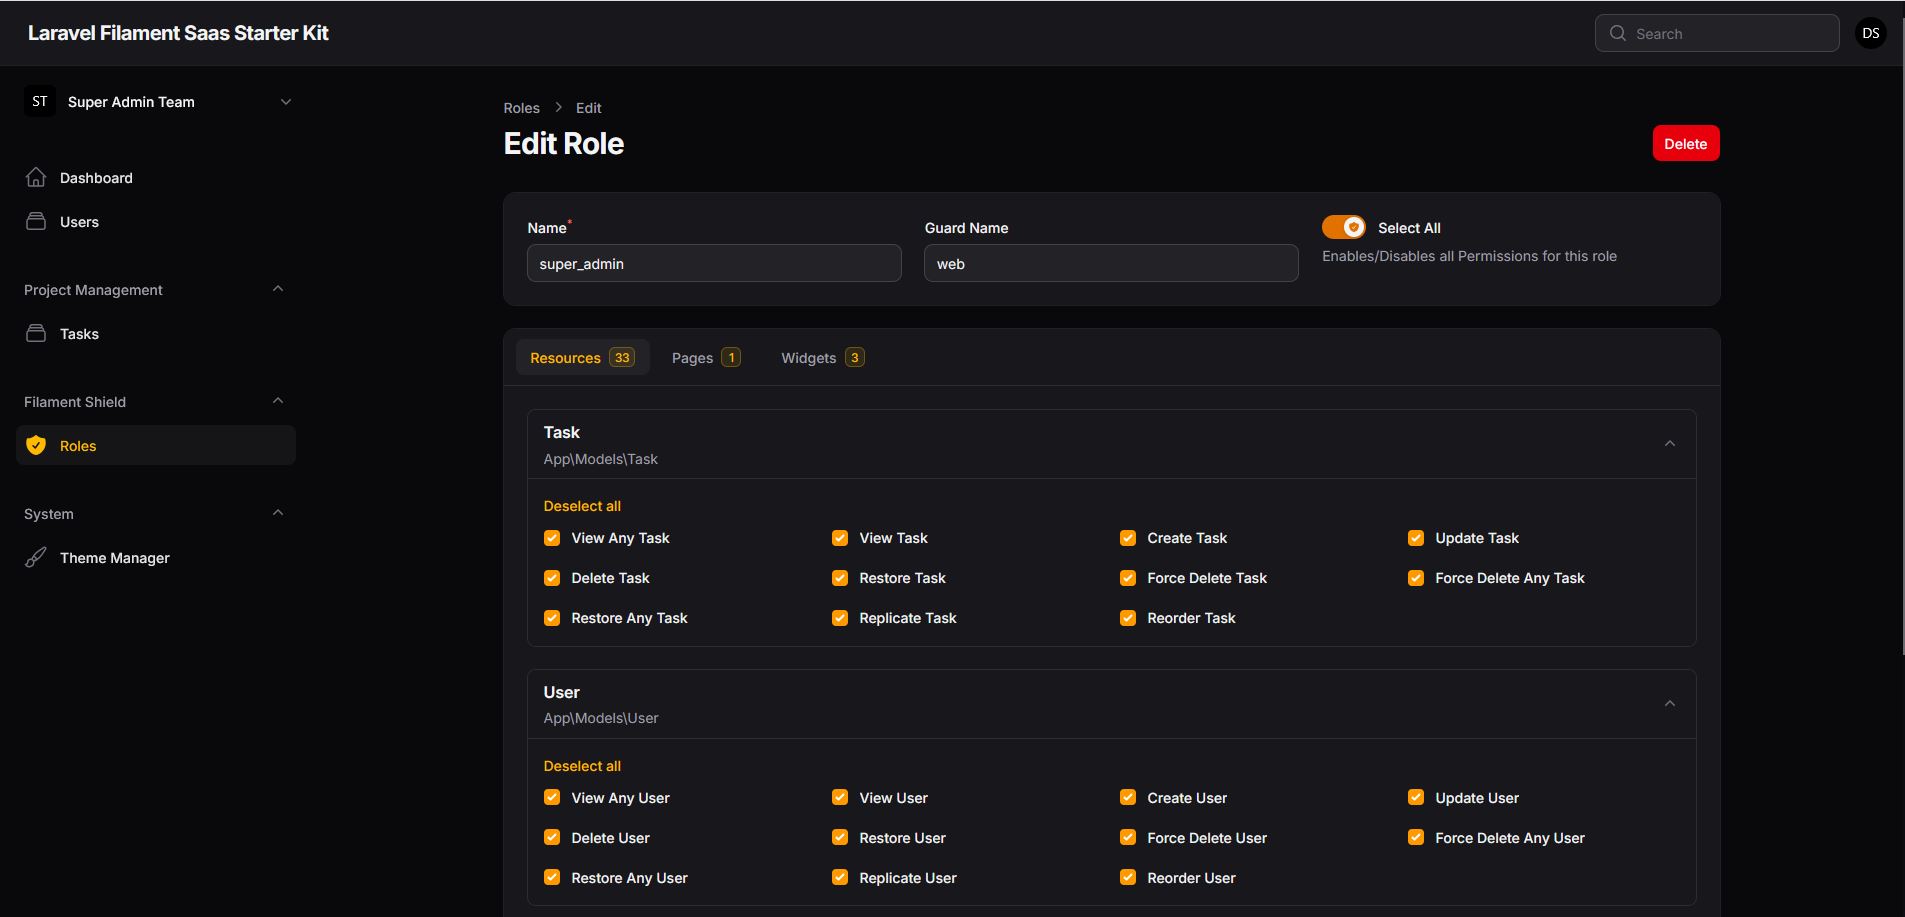 Laravel Filament Saas Starter Kit
Search
DS
ST
Super Admin Team
Dashboard
Users
Project Management
Tasks
Filament Shield
Roles
System
Theme Manager
Roles > Edit
Edit Role
Delete
Name*
super_admin
Guard Name
web
Select All
Enables/Disables all Permissions for this role
Resources 33 Pages 1 Widgets 3
Task
App\Models\Task
Deselect all
View Any Task View Task Create Task Update Task
Delete Task Restore Task Force Delete Task Force Delete Any Task
Restore Any Task Replicate Task Reorder Task
User
App\Models\User
Deselect all
View Any User View User Create User Update User
Delete User Restore User Force Delete User Force Delete Any User
Restore Any User Replicate User Reorder User